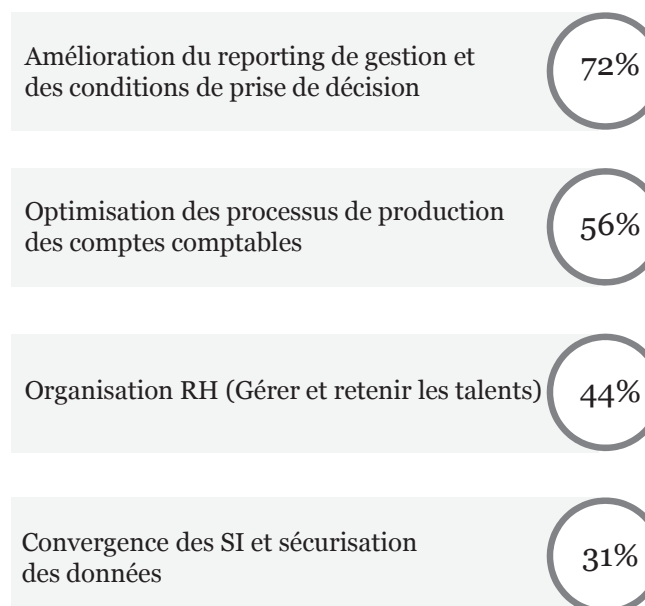 Amélioration du reporting de gestion et
des conditions de prise de décision
72%
Optimisation des processus de production
des comptes comptables
56%
Organisation RH (Gérer et retenir les talents)
44%
Convergence des SI et sécurisation
des données
31%